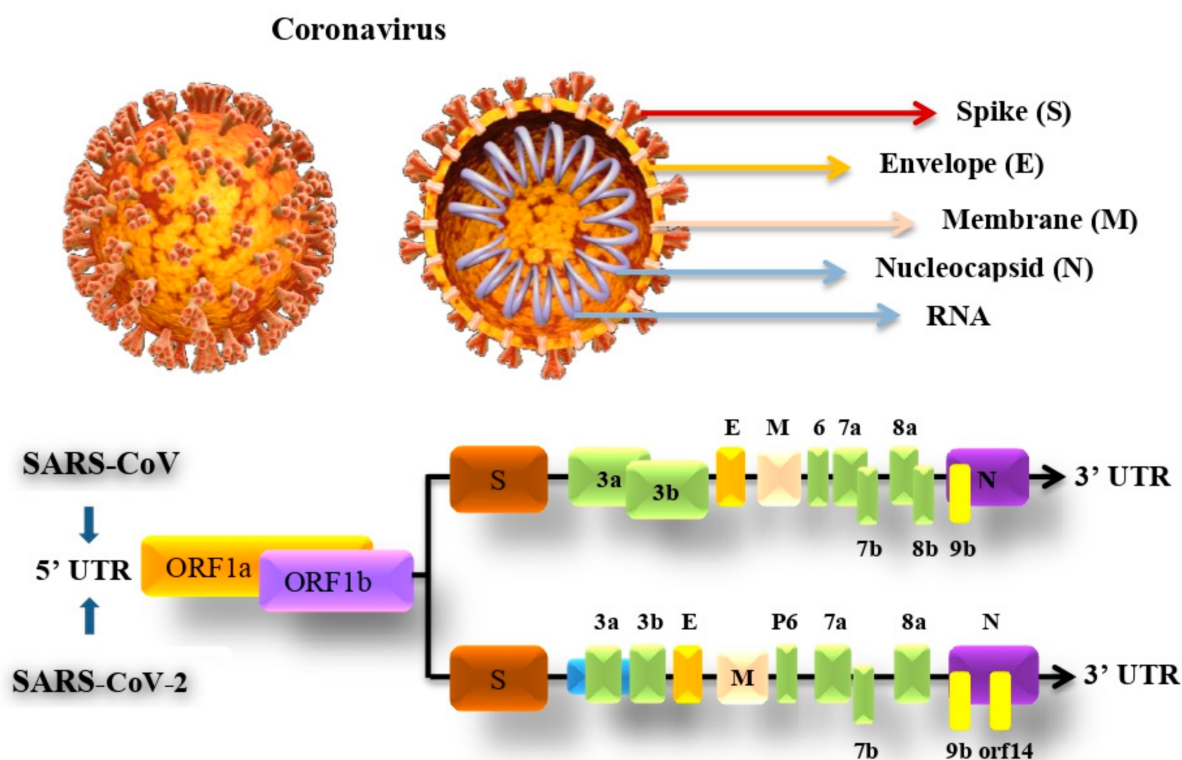 Coronavirus
Spike (S)
Envelope (E)
Membrane (M)
Nucleocapsid (N)
RNA
SARS-CoV
5’ UTR
SARS-CoV-2
ORF1a
ORF1b
E M 6 7a 8a
S 3a 3b N 3’ UTR
7b 8b 9b
3a 3b E P6 7a 8a N
S M 3’ UTR
7b 9b orf14